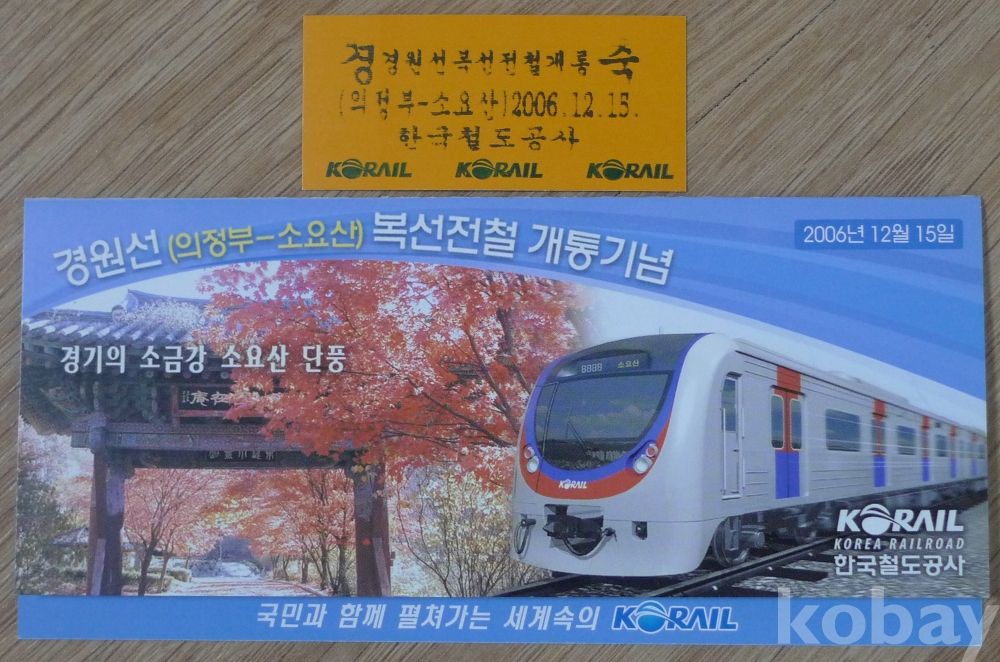 경 경원선복선전철개통 축
(의정부-소요산)2006.12.15.
한국철도공사
KORAIL KORAIL KORAIL
경원선 (의정부-소요산) 복선전철 개통기념
2006년 12월 15일
경기의 소금강 소요산 단풍
8888 소요산
KORAIL
KORAIL
KOREA RAILROAD
한국철도공사
국민과 함께 펼쳐가는 세계속의 KORAIL
kobay